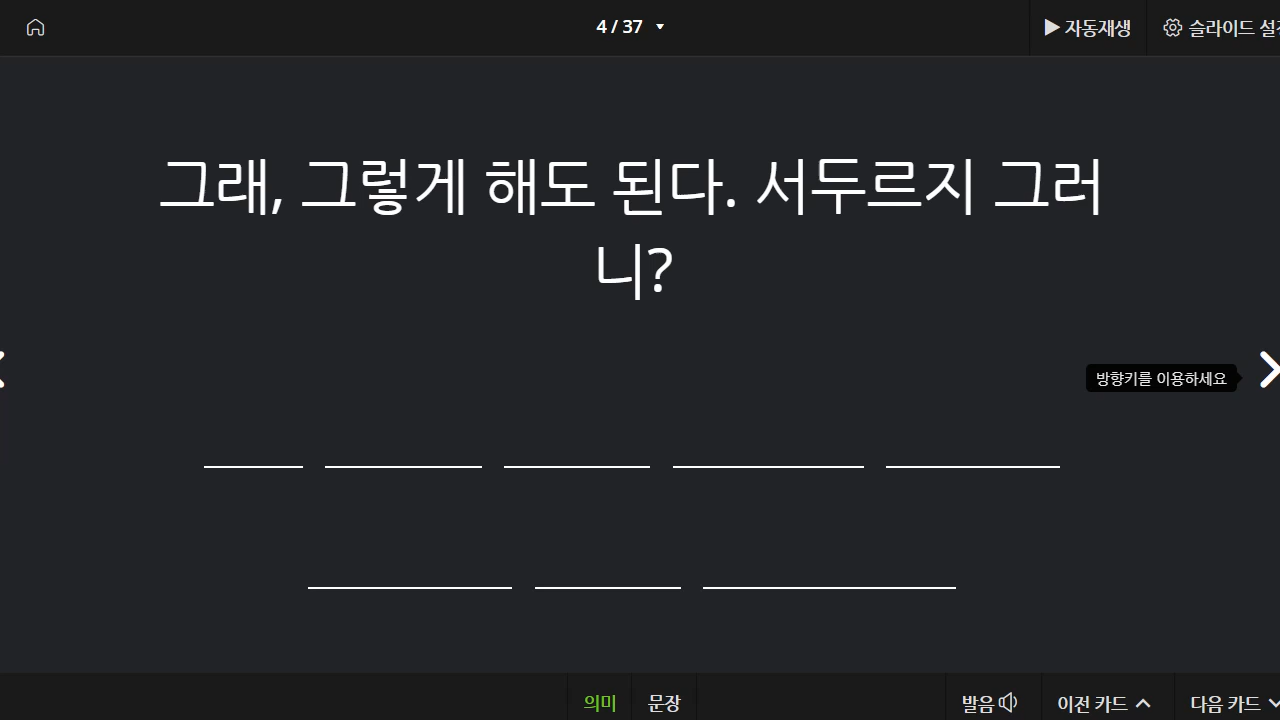 4 / 37
자동재생
슬라이드 설
그래, 그렇게 해도 된다. 서두르지 그러
니?
방향키를 이용하세요
의미
문장
발음
이전 카드
다음 카드